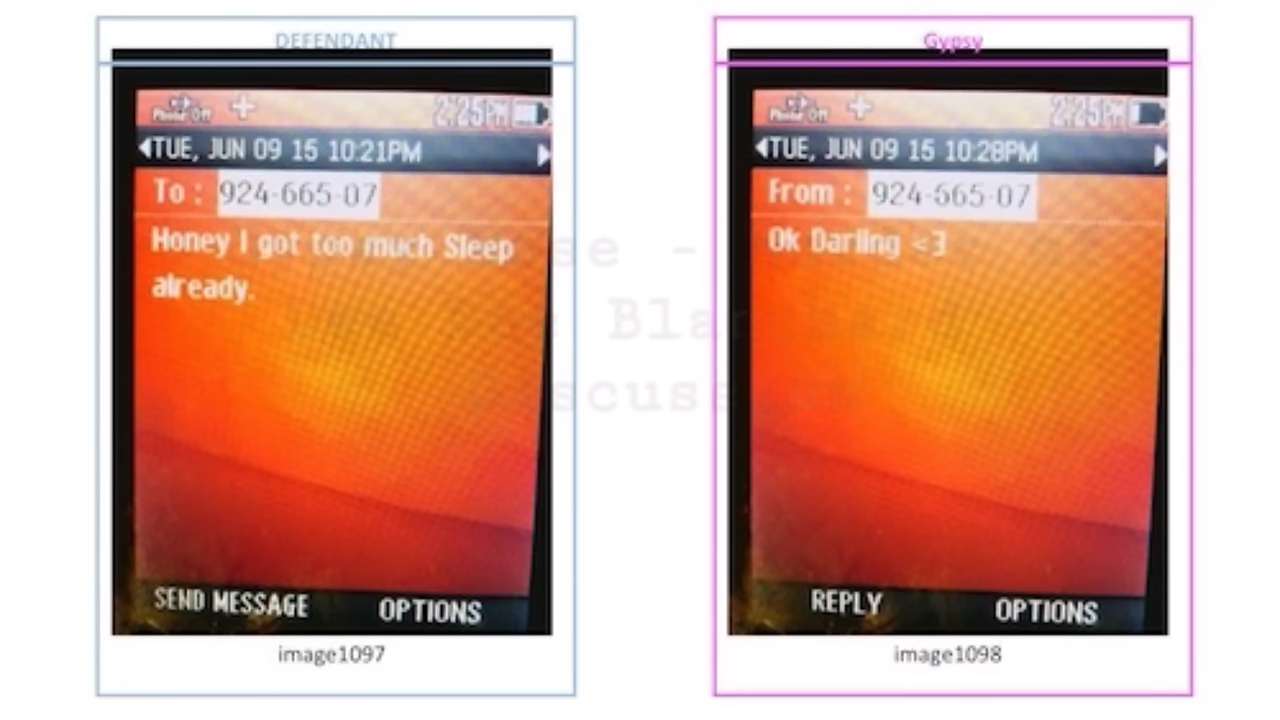 DEFENDANT
Phone Off
2:25PM
TUE, JUN 09 15 10:21PM
To : 924-665-07
Honey I got too much Sleep
already.
SEND MESSAGE OPTIONS
image1097
Gypsy
Phone Off
2:25PM
TUE, JUN 09 15 10:28PM
From : 924-665-07
Ok Darling <3
REPLY OPTIONS
image1098